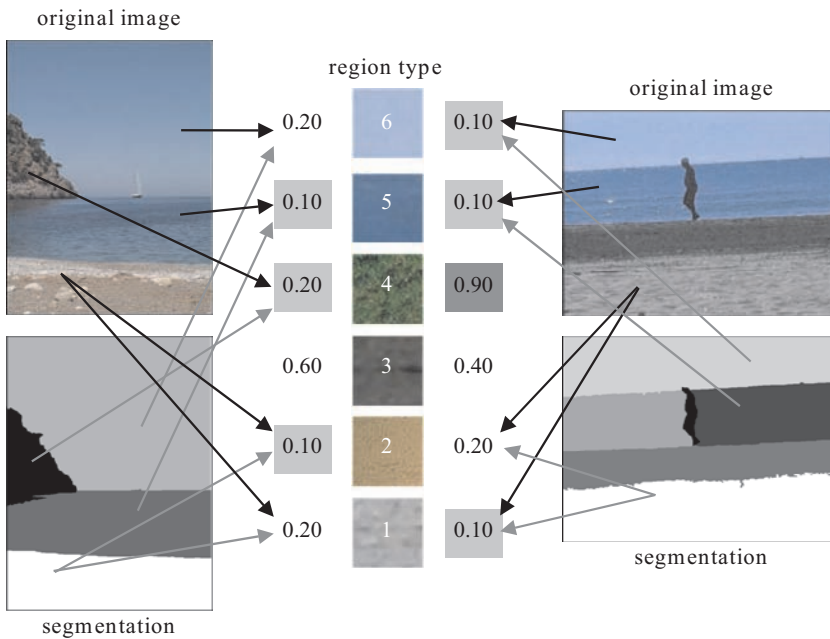 original image
region type
original image
0.20 6 0.10
0.10 5 0.10
0.20 4 0.90
0.60 3 0.40
0.10 2 0.20
0.20 1 0.10
segmentation
segmentation